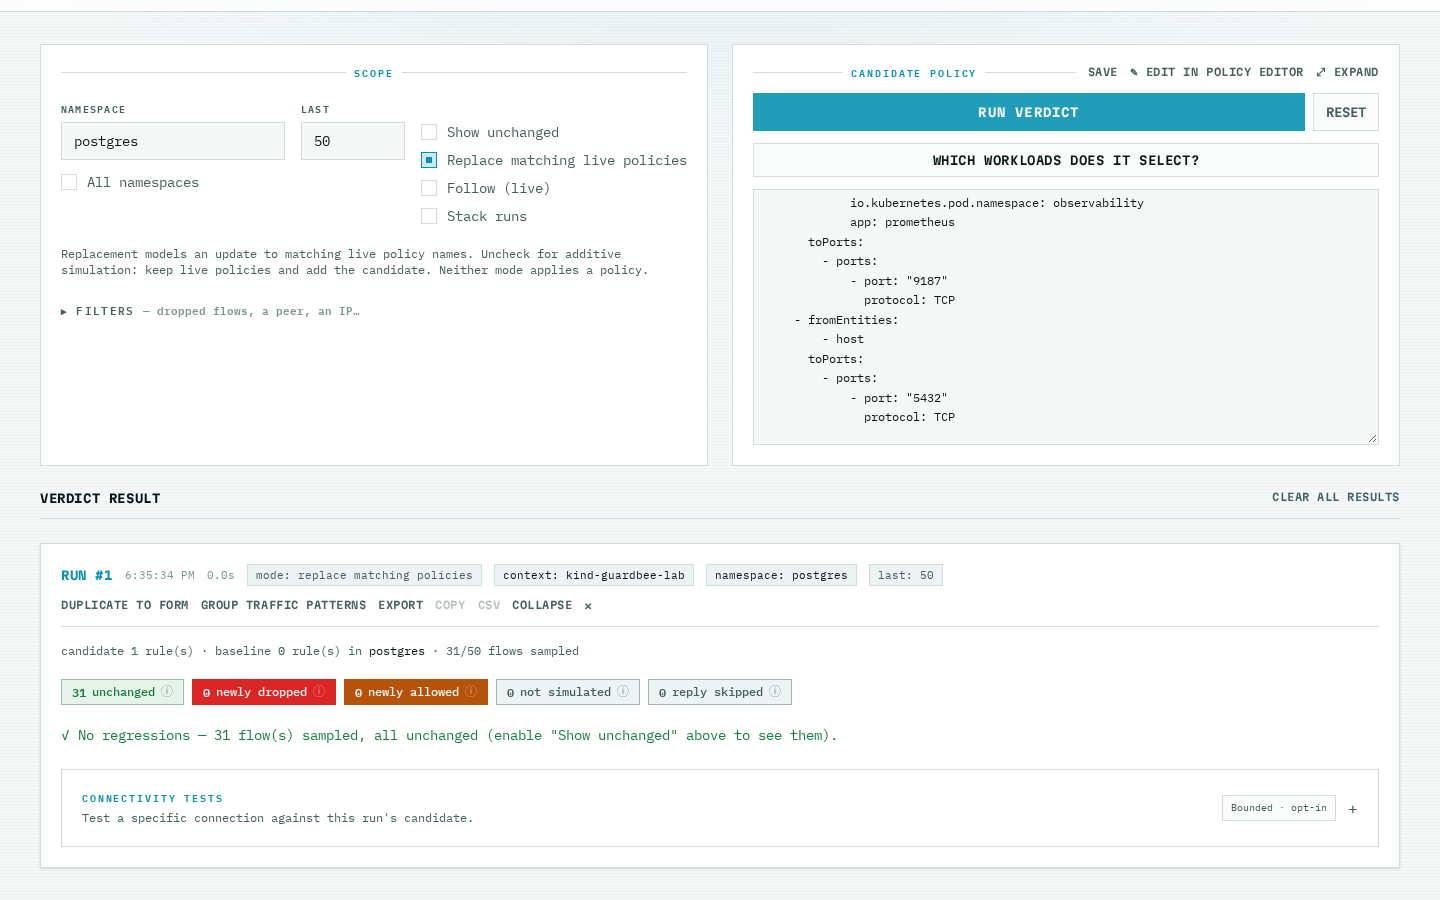 SCOPE
NAMESPACE
LAST
postgres
50
All namespaces
Show unchanged
Replace matching live policies
Follow (live)
Stack runs
Replacement models an update to matching live policy names. Uncheck for additive
simulation: keep live policies and add the candidate. Neither mode applies a policy.
▶ FILTERS — dropped flows, a peer, an IP…
CANDIDATE POLICY
SAVE ✎ EDIT IN POLICY EDITOR ⤢ EXPAND
RUN VERDICT
RESET
WHICH WORKLOADS DOES IT SELECT?
io.kubernetes.pod.namespace: observability
app: prometheus
toPorts:
- ports:
- port: "9187"
protocol: TCP
- fromEntities:
- host
toPorts:
- ports:
- port: "5432"
protocol: TCP
VERDICT RESULT
CLEAR ALL RESULTS
RUN #1 6:35:34 PM 0.0s mode: replace matching policies context: kind-guardbee-lab namespace: postgres last: 50
DUPLICATE TO FORM GROUP TRAFFIC PATTERNS EXPORT COPY CSV COLLAPSE ×
candidate 1 rule(s) · baseline 0 rule(s) in postgres · 31/50 flows sampled
31 unchanged ⓘ 0 newly dropped ⓘ 0 newly allowed ⓘ 0 not simulated ⓘ 0 reply skipped ⓘ
√ No regressions — 31 flow(s) sampled, all unchanged (enable "Show unchanged" above to see them).
CONNECTIVITY TESTS
Test a specific connection against this run's candidate.
Bounded · opt-in +